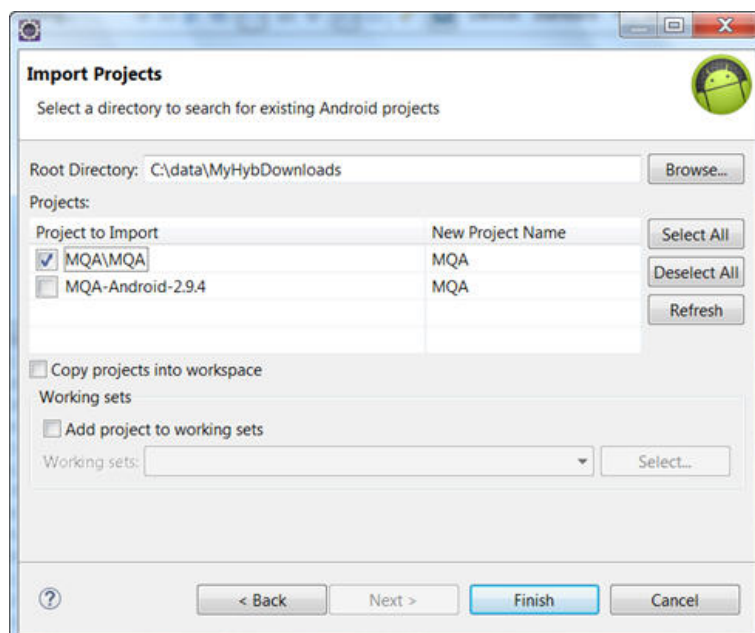 Import Projects
Select a directory to search for existing Android projects
Root Directory: C:\data\MyHybDownloads Browse...
Projects:
Project to Import New Project Name Select All
MQA\MQA MQA
Deselect All
MQA-Android-2.9.4 MQA
Refresh
Copy projects into workspace
Working sets
Add project to working sets
Working sets: Select...
< Back Next > Finish Cancel